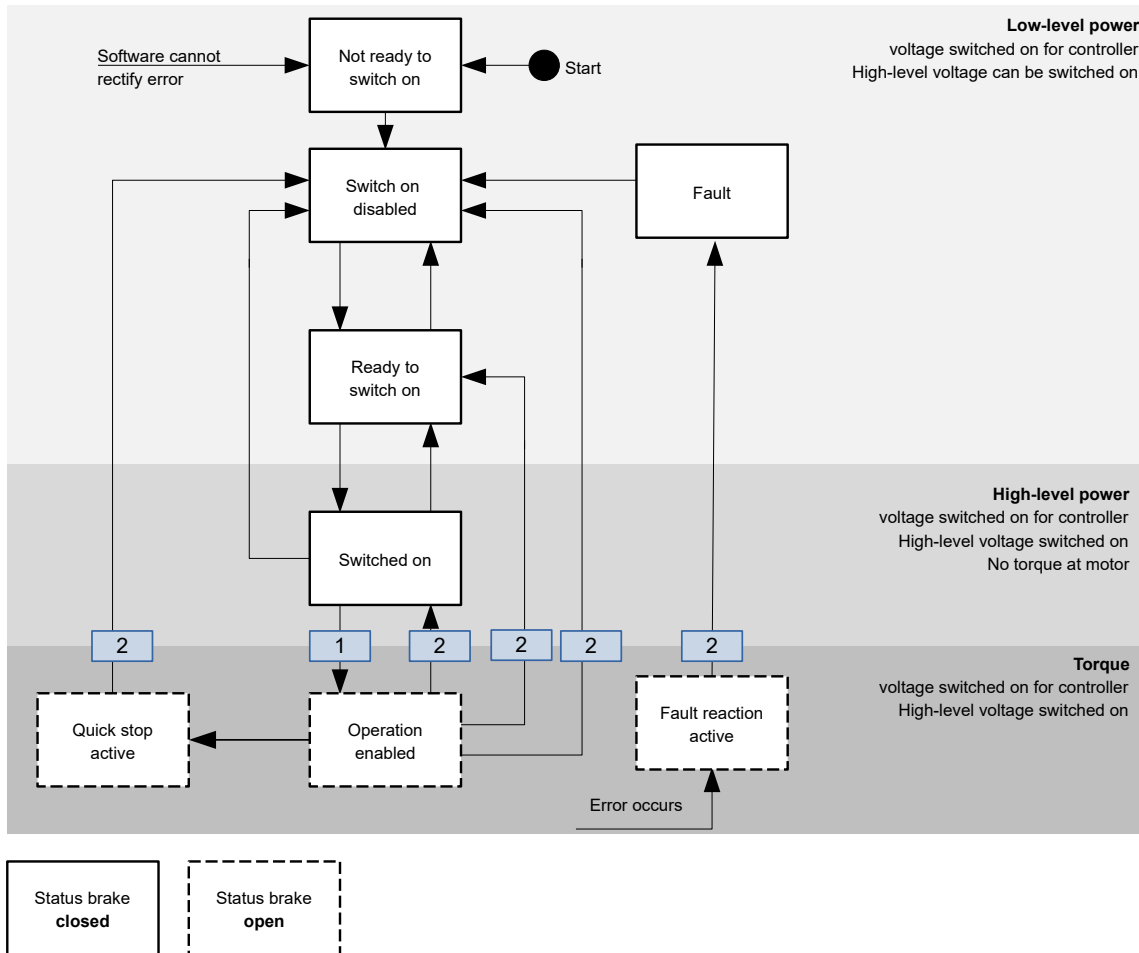 Low-level power
voltage switched on for controller
High-level voltage can be switched on
Software cannot
rectify error
Not ready to
switch on
Start
Switch on
disabled
Fault
Ready to
switch on
High-level power
voltage switched on for controller
High-level voltage switched on
No torque at motor
Switched on
2
1
2
2
2
2
Torque
voltage switched on for controller
High-level voltage switched on
Quick stop
active
Operation
enabled
Fault reaction
active
Error occurs
Status brake
closed
Status brake
open